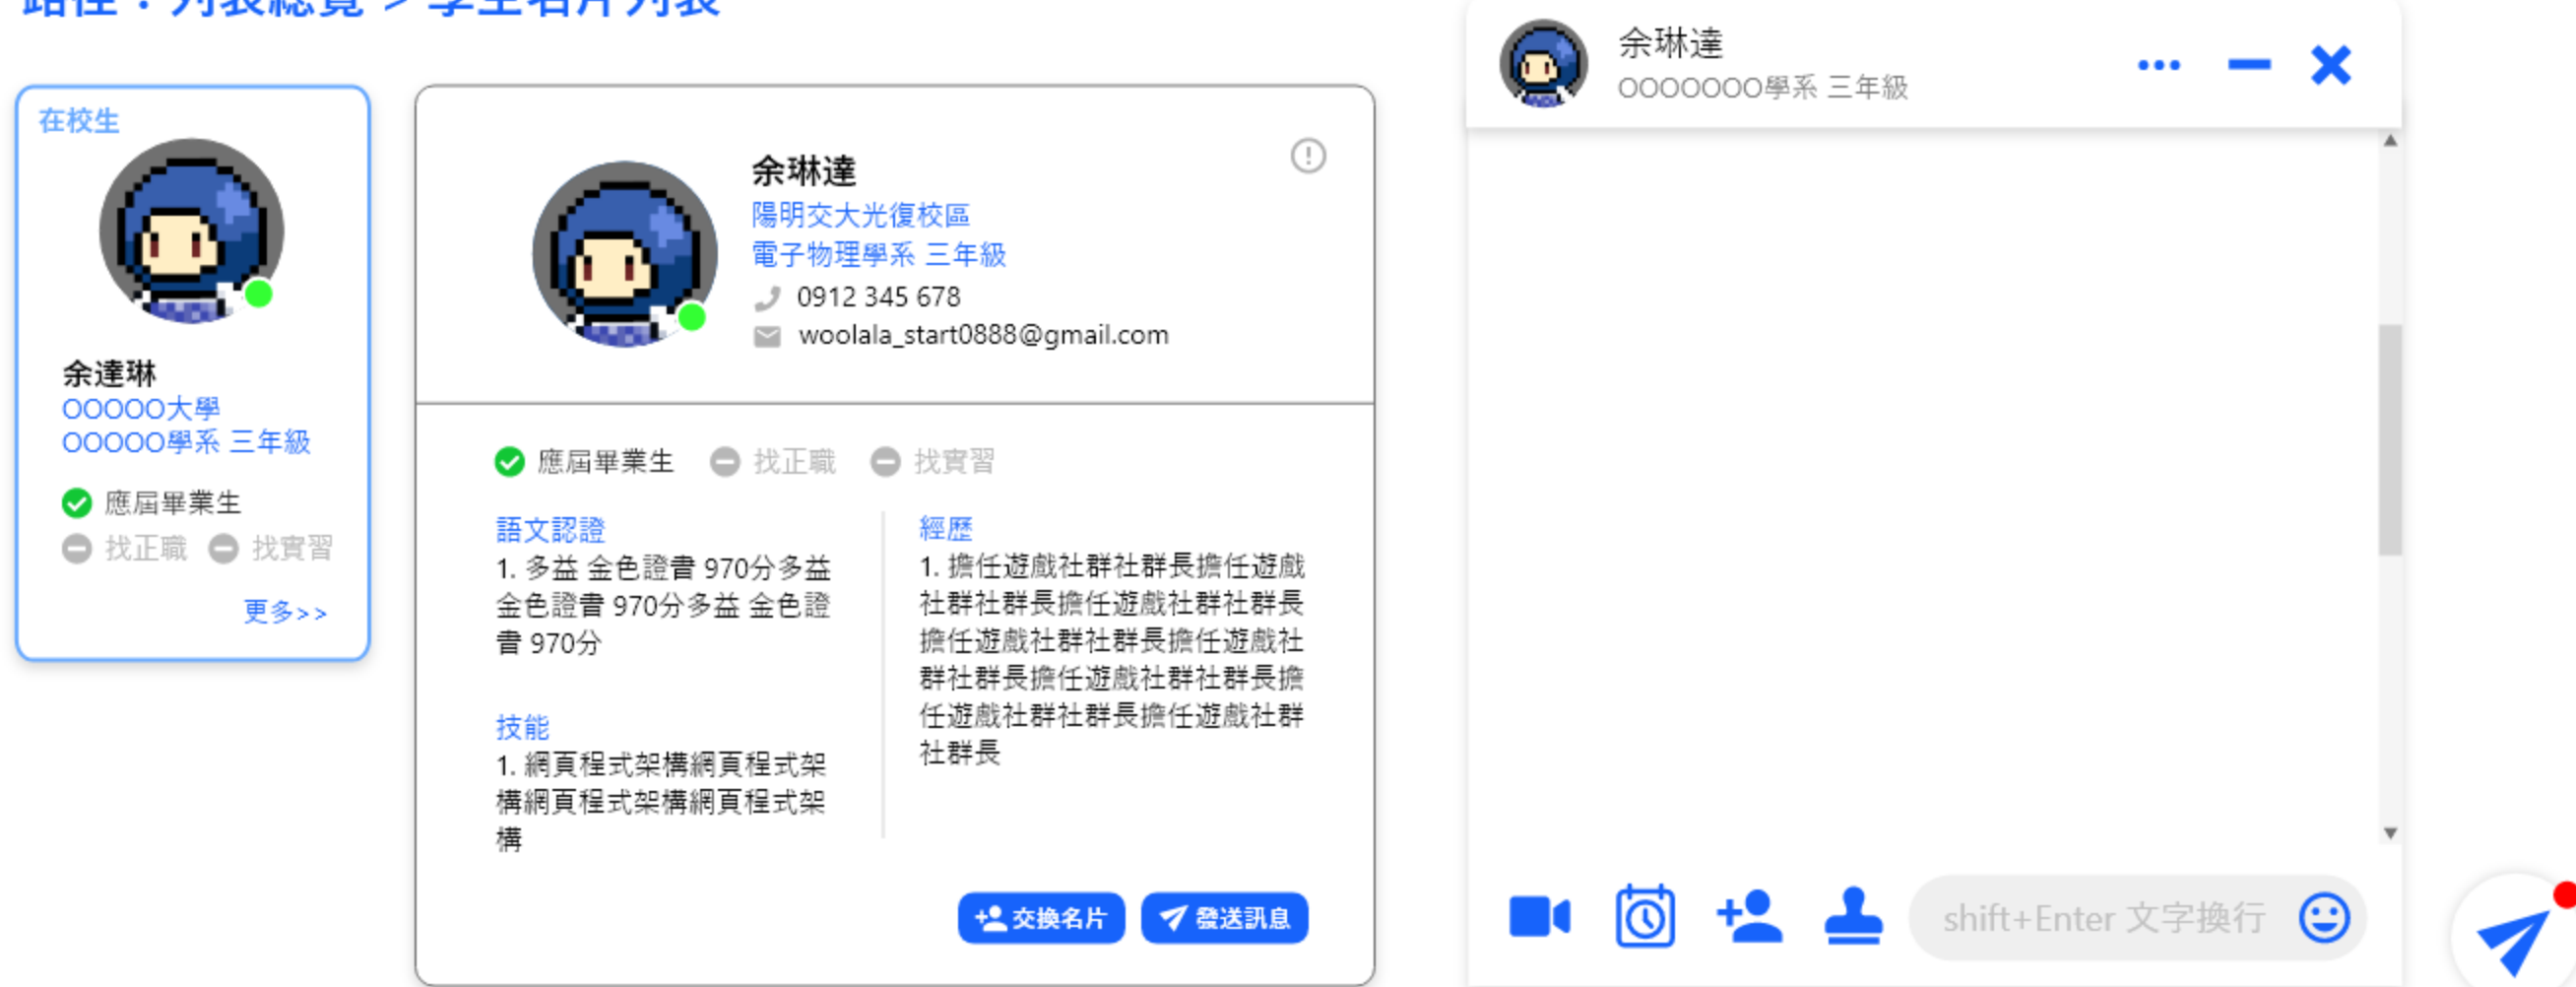 路徑：列表總覽 > 學生名片列表
在校生
余達琳
OOOOO大學
OOOOO學系 三年級
應屆畢業生
找正職 找實習
更多>>
余琳達
陽明交大光復校區
電子物理學系 三年級
0912 345 678
woolala_start0888@gmail.com
應屆畢業生 找正職 找實習
語文認證
1. 多益 金色證書 970分多益
金色證書 970分多益 金色證
書 970分
技能
1. 網頁程式架構網頁程式架
構網頁程式架構網頁程式架
構
經歷
1. 擔任遊戲社群社群長擔任遊戲
社群社群長擔任遊戲社群社群長
擔任遊戲社群社群長擔任遊戲社
群社群長擔任遊戲社群社群長擔
任遊戲社群社群長擔任遊戲社群
社群長
交換名片 發送訊息
余琳達
OOOOOOO學系 三年級
shift+Enter 文字換行